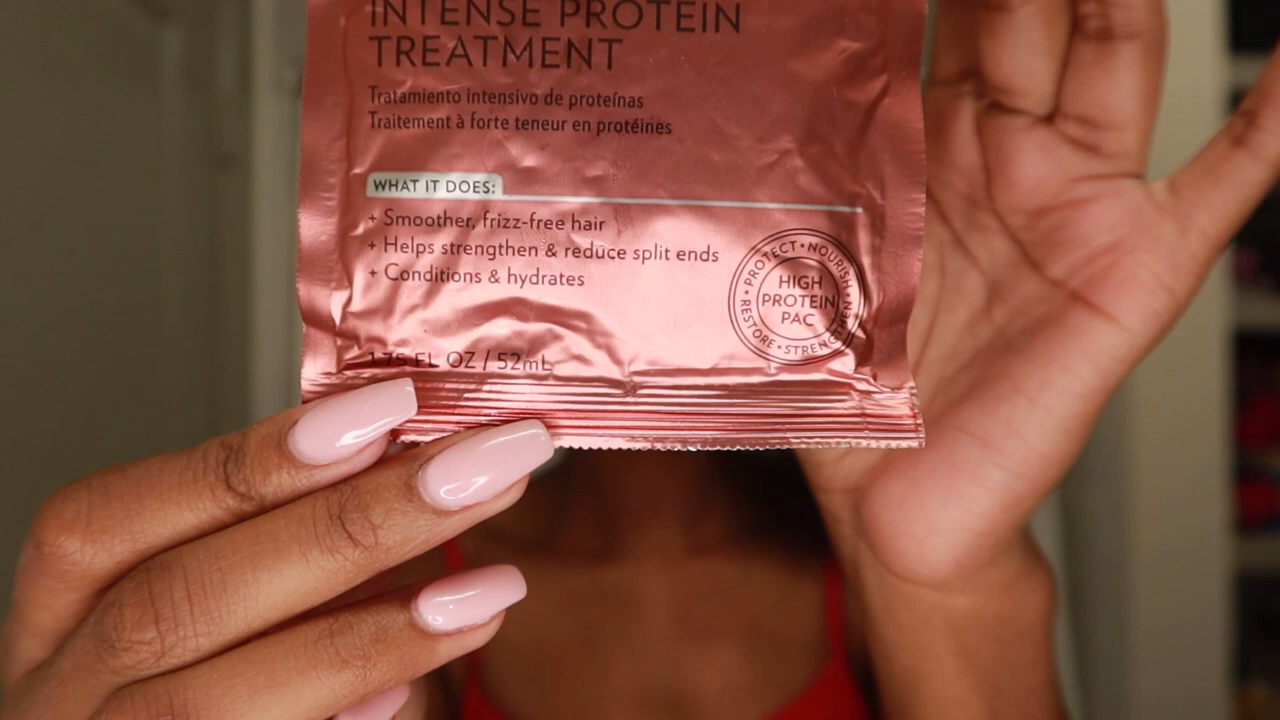 INTENSE PROTEIN
TREATMENT
Tratamiento intensivo de proteínas
Traitement à forte teneur en protéines
WHAT IT DOES:
+ Smoother, frizz-free hair
+ Helps strengthen & reduce split ends
+ Conditions & hydrates
PROTECT • NOURISH • STRENGTHEN • RESTORE •
HIGH
PROTEIN
PAC
1.75 FL OZ / 52mL